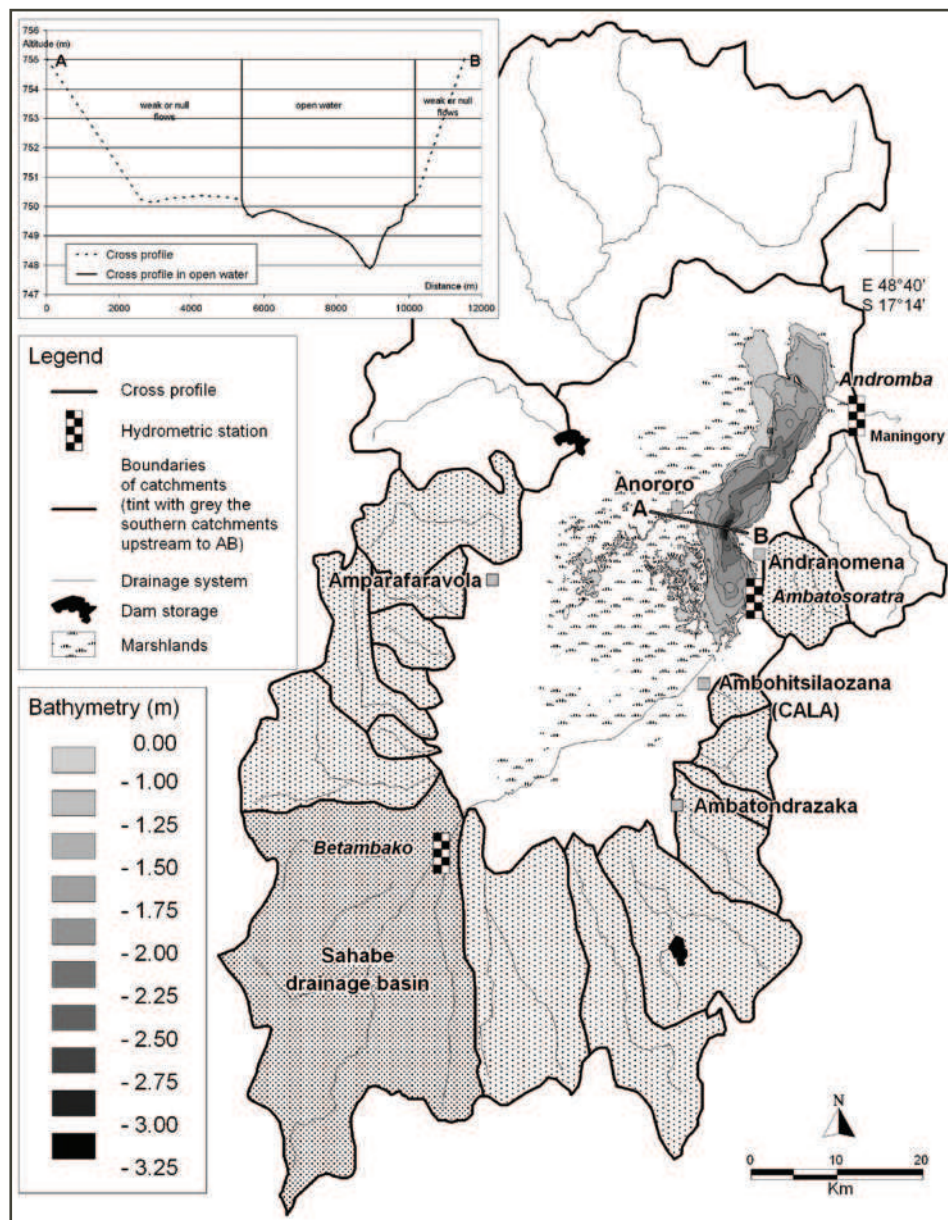 756
Altitude (m)
755
A
B
754
weak or null
flows
open water
weak or null
flows
753
752
751
750
749
748
747
Cross profile
Cross profile in open water
Distance (m)
0
2000
4000
6000
8000
10000
12000
E 48°40'
S 17°14'
Legend
Cross profile
Hydrometric station
Boundaries
of catchments
(tint with grey the
southern catchments
upstream to AB)
Drainage system
Dam storage
Marshlands
Bathymetry (m)
0.00
- 1.00
- 1.25
- 1.50
- 1.75
- 2.00
- 2.25
- 2.50
- 2.75
- 3.00
- 3.25
Andromba
Maningory
Anororo
A
B
Andranomena
Amparafaravola
Ambatosoratra
Ambohitsilaozana
(CALA)
Ambatondrazaka
Betambako
Sahabe
drainage basin
N
0
10
20
Km